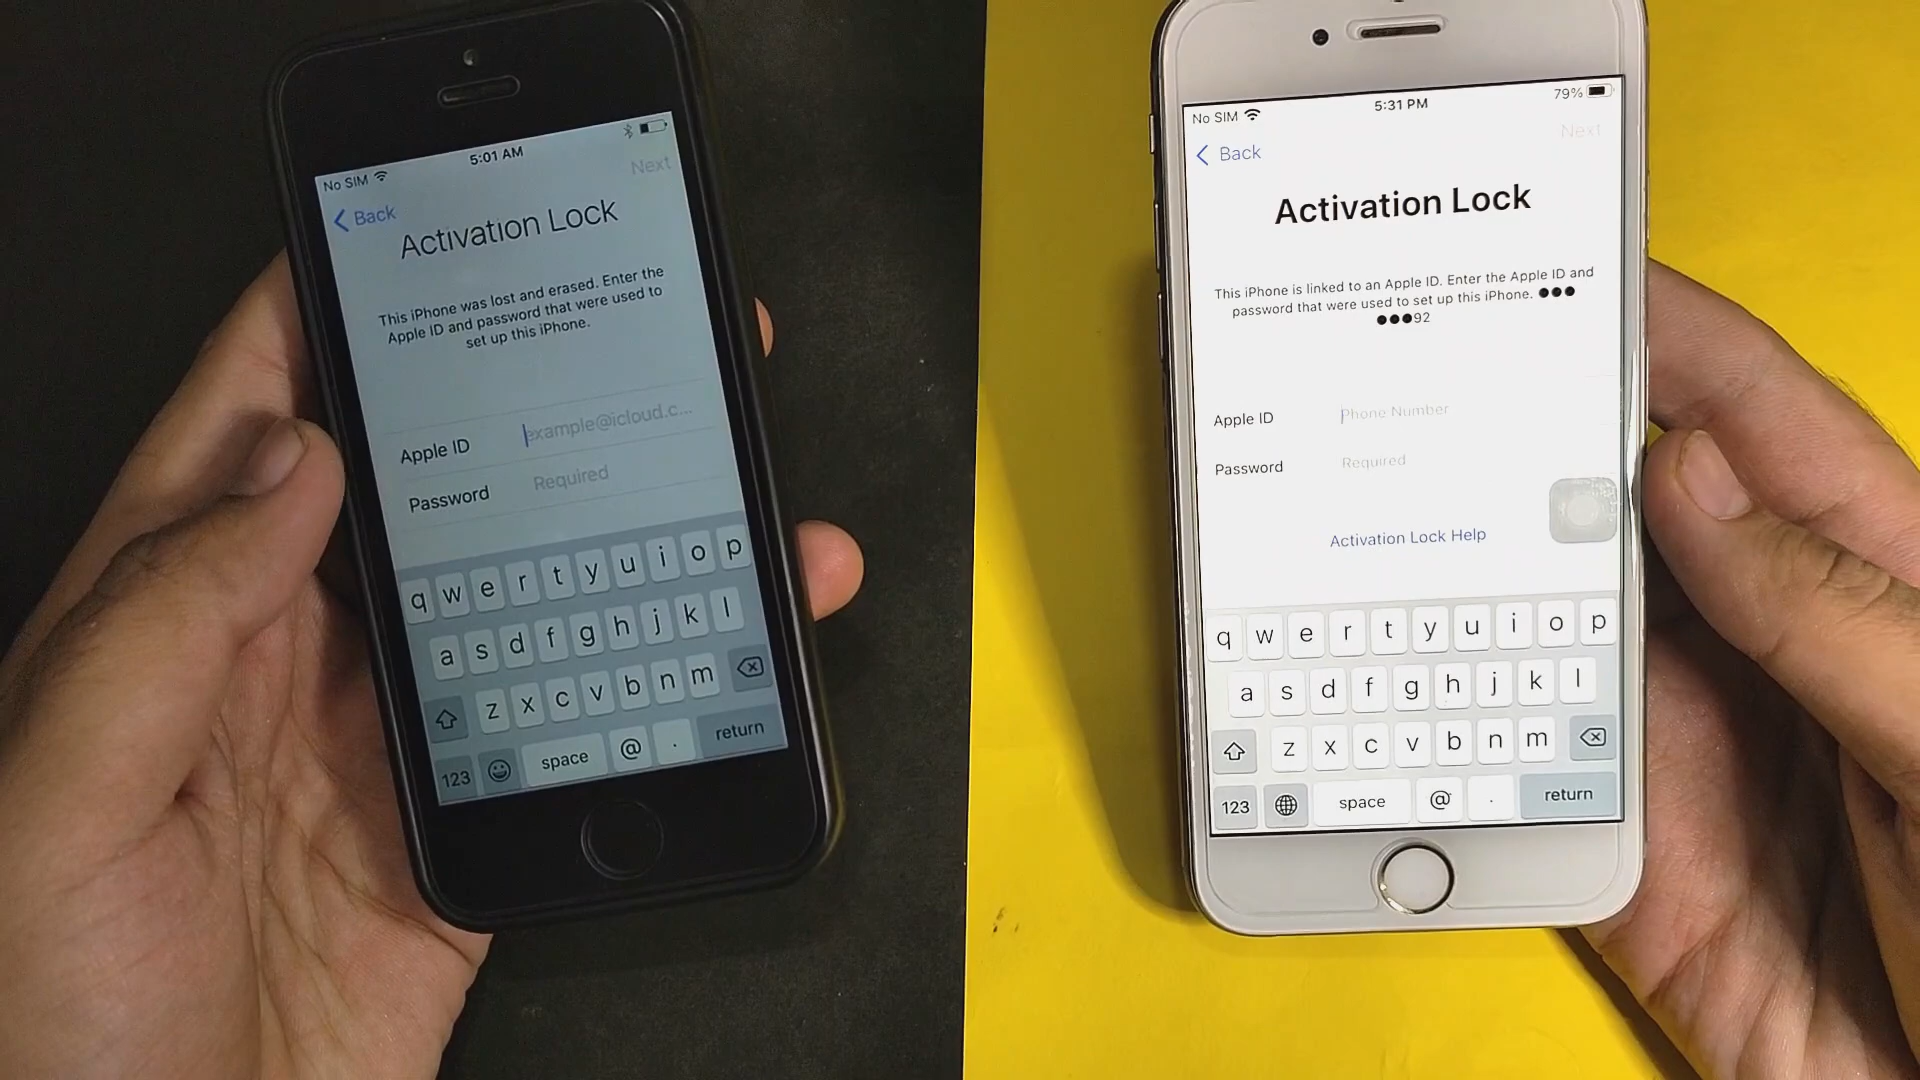 5:01 AM
No SIM
Next
Back
Activation Lock
This iPhone was lost and erased. Enter the
Apple ID and password that were used to
set up this iPhone.
Apple ID example@icloud.c...
Password Required
q w e r t y u i o p
a s d f g h j k l
z x c v b n m
123 space @ . return
No SIM 5:31 PM 79%
Back Next
Activation Lock
This iPhone is linked to an Apple ID. Enter the Apple ID and
password that were used to set up this iPhone. ●●●
●●●92
Apple ID Phone Number
Password Required
Activation Lock Help
q w e r t y u i o p
a s d f g h j k l
z x c v b n m
123 space @ . return